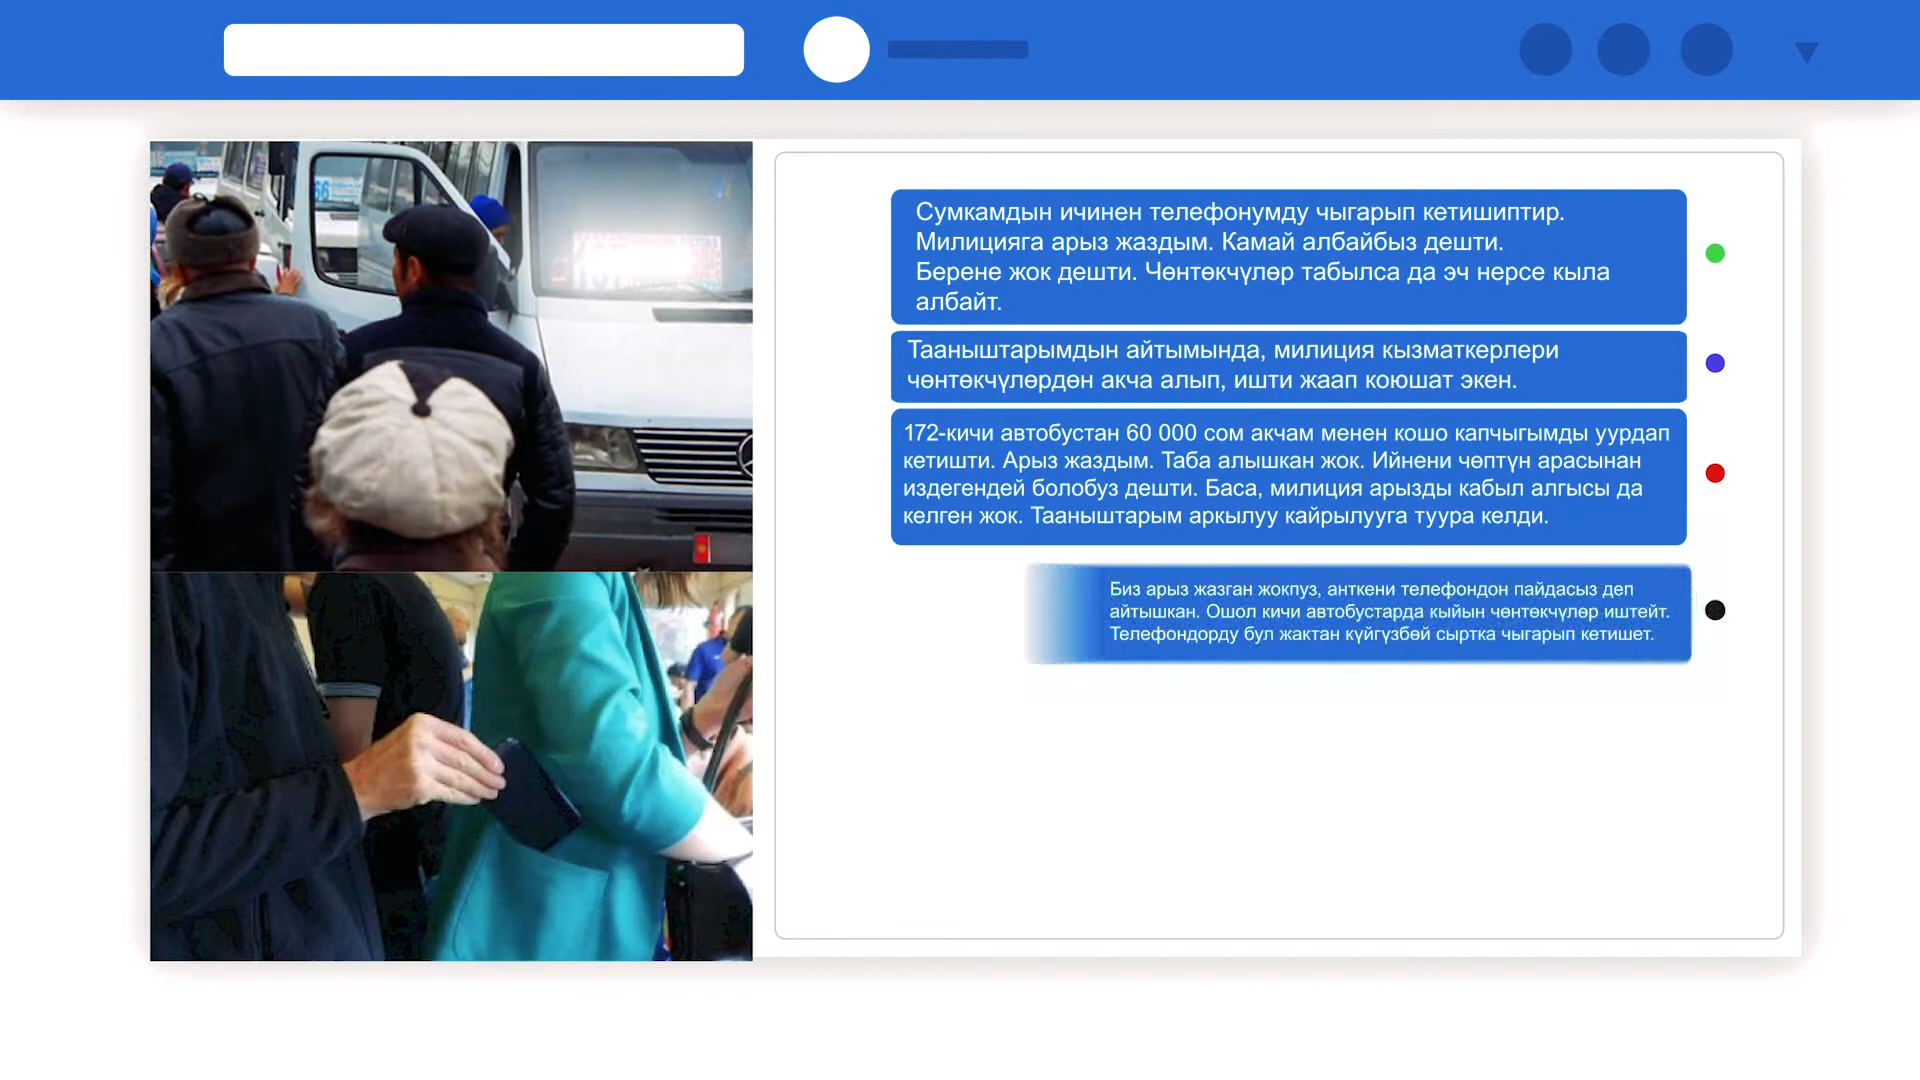 66
Сумкамдын ичинен телефонумду чыгарып кетишиптир.
Милицияга арыз жаздым. Камай албайбыз дешти.
Берене жок дешти. Чөнтөкчүлөр табылса да эч нерсе кыла
албайт.
Тааныштарымдын айтымында, милиция кызматкерлери
чөнтөкчүлөрдөн акча алып, ишти жаап коюшат экен.
172-кичи автобустан 60 000 сом акчам менен кошо капчыгымды уурдап
кетишти. Арыз жаздым. Таба алышкан жок. Ийнени чөптүн арасынан
издегендей болобуз дешти. Баса, милиция арызды кабыл алгысы да
келген жок. Тааныштарым аркылуу кайрылууга туура келди.
Биз арыз жазган жокпуз, анткени телефондон пайдасыз деп
айтышкан. Ошол кичи автобустарда кыйын чөнтөкчүлөр иштейт.
Телефондорду бул жактан күйгүзбөй сыртка чыгарып кетишет.